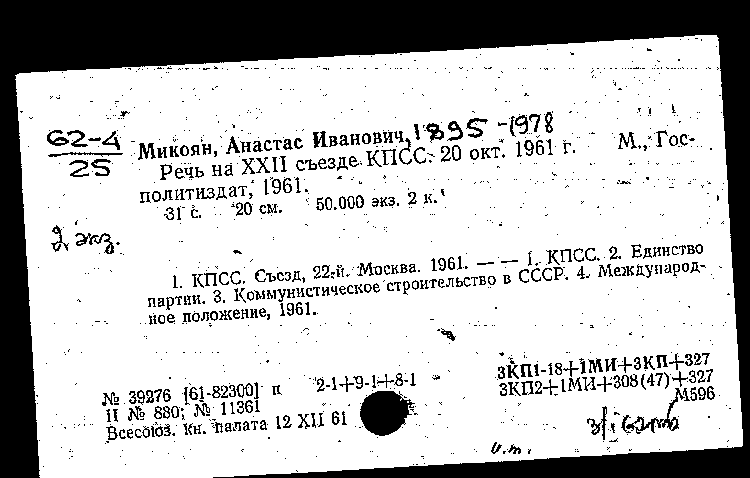 62-4
25
Микоян, Анастас Иванович, 1895-1978
Речь на XXII съезде КПСС. 20 окт. 1961 г. М., Гос-
политиздат, 1961.
31 с. 20 см. 50.000 экз. 2 к.
2 экз.
1. КПСС. Съезд, 22-й. Москва. 1961. — — 1. КПСС. 2. Единство
партии. 3. Коммунистическое строительство в СССР. 4. Международ-
ное положение, 1961.
№ 39276 [61-82300] п 2-1+9-1+8-1
II № 880; № 11361
Всесоюз. кн. палата 12 XII 61
3КП1-18+1МИ+3КП+327
3КП2+1МИ+308(47)+327
М596
и.т.